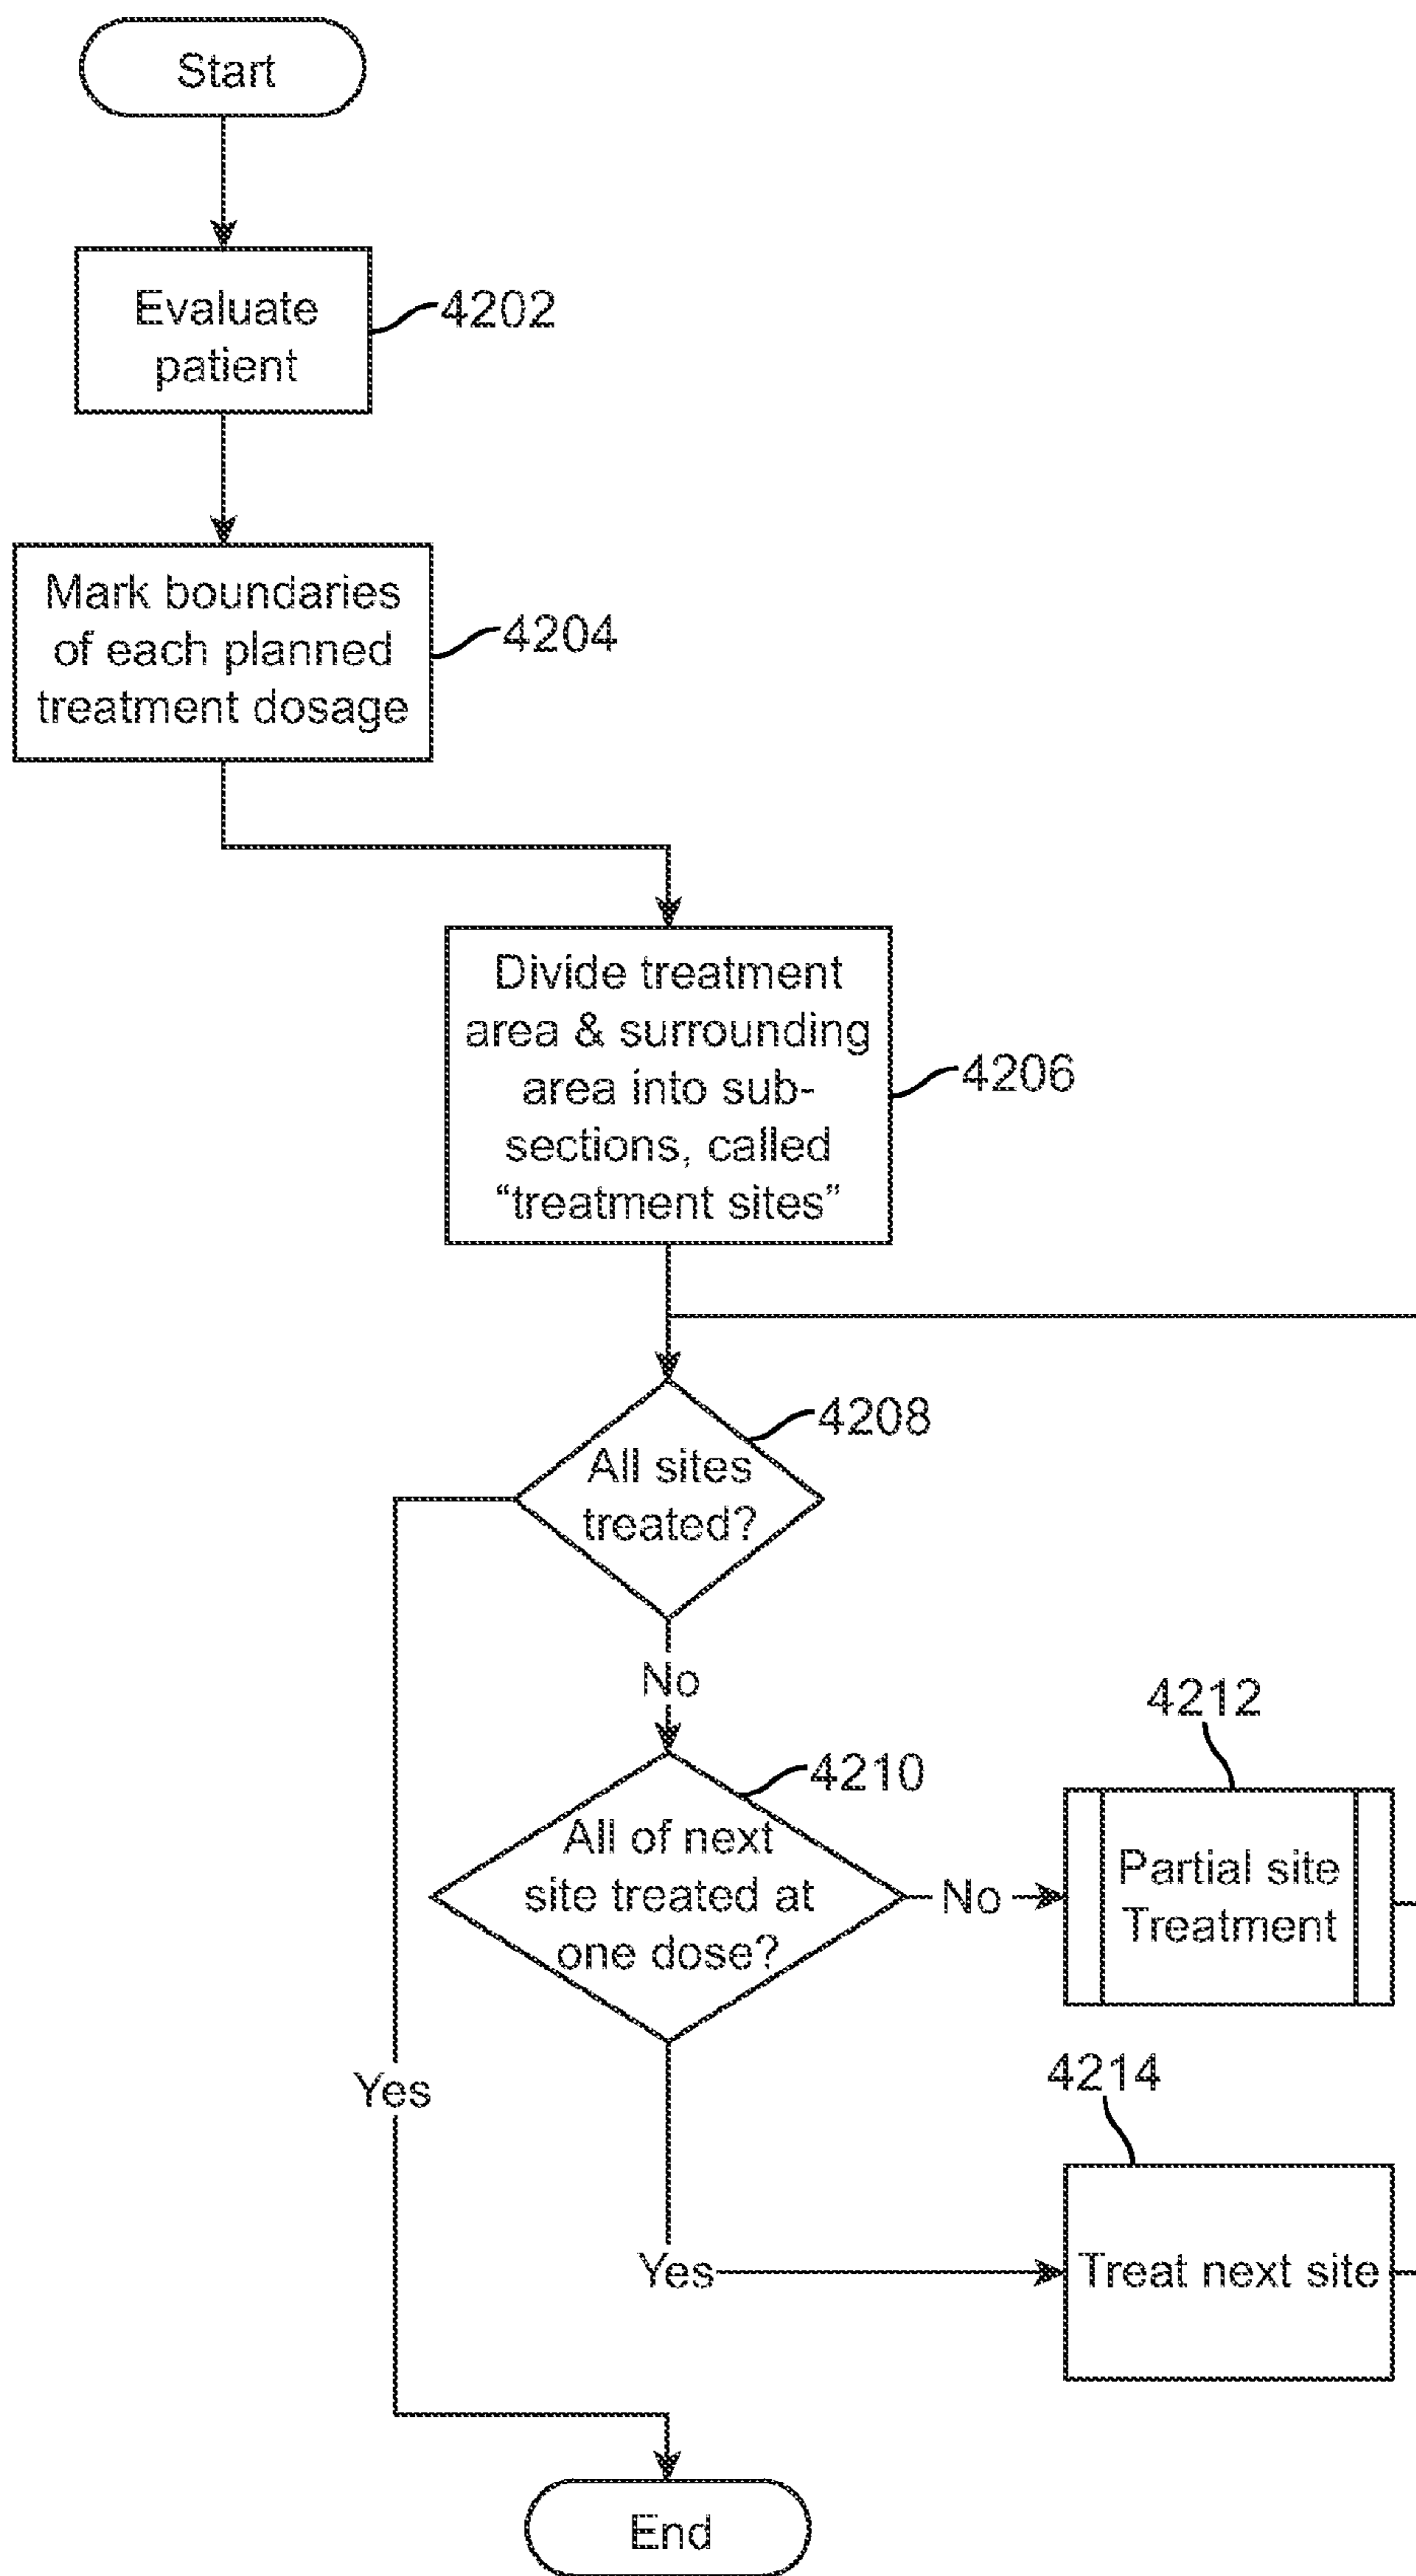 Start
Evaluate
patient
4202
Mark boundaries
of each planned
treatment dosage
4204
Divide treatment
area & surrounding
area into sub-
sections, called
“treatment sites”
4206
All sites
treated?
4208
No
All of next
site treated at
one dose?
4210
No
4212
Partial site
Treatment
Yes
4214
Yes
Treat next site
End